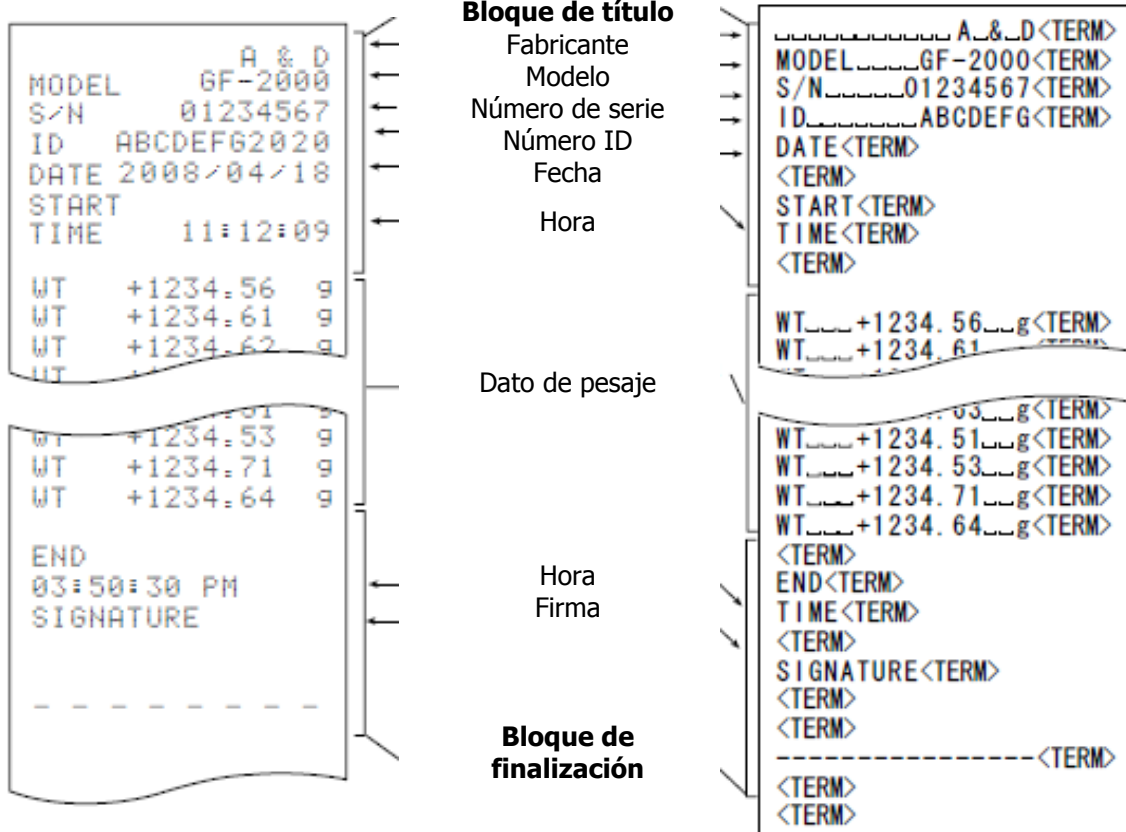 A & D
MODEL GF-2000
S/N 01234567
ID ABCDEFG2020
DATE 2008/04/18
START
TIME 11:12:09
WT +1234.56 g
WT +1234.61 g
WT +1234.62 g
WT +1234.53 g
WT +1234.71 g
WT +1234.64 g
END
03:50:30 PM
SIGNATURE
_ _ _ _ _ _ _ _ _
Bloque de título
Fabricante
Modelo
Número de serie
Número ID
Fecha
Hora
Dato de pesaje
Hora
Firma
Bloque de
finalización
␣␣␣␣␣␣␣␣␣␣␣A␣&␣D<TERM>
MODEL␣␣␣␣GF-2000<TERM>
S/N␣␣␣␣␣01234567<TERM>
ID␣␣␣␣␣␣␣ABCDEFG<TERM>
DATE<TERM>
<TERM>
START<TERM>
TIME<TERM>
<TERM>
WT␣␣␣+1234.56␣␣g<TERM>
WT␣␣␣+1234.61
␣␣g<TERM>
WT␣␣␣+1234.51␣␣g<TERM>
WT␣␣␣+1234.53␣␣g<TERM>
WT␣␣␣+1234.71␣␣g<TERM>
WT␣␣␣+1234.64␣␣g<TERM>
<TERM>
END<TERM>
TIME<TERM>
<TERM>
SIGNATURE<TERM>
<TERM>
<TERM>
----------------<TERM>
<TERM>
<TERM>